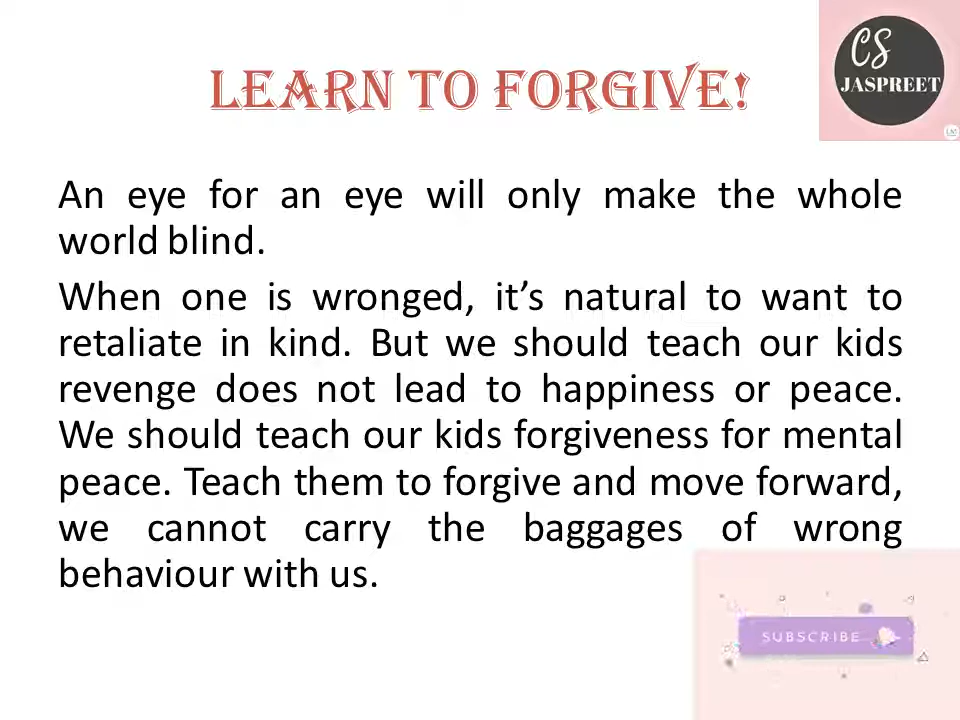 LEARN TO FORGIVE!
CS
JASPREET
An eye for an eye will only make the whole
world blind.
When one is wronged, it’s natural to want to
retaliate in kind. But we should teach our kids
revenge does not lead to happiness or peace.
We should teach our kids forgiveness for mental
peace. Teach them to forgive and move forward,
we cannot carry the baggages of wrong
behaviour with us.
SUBSCRIBE